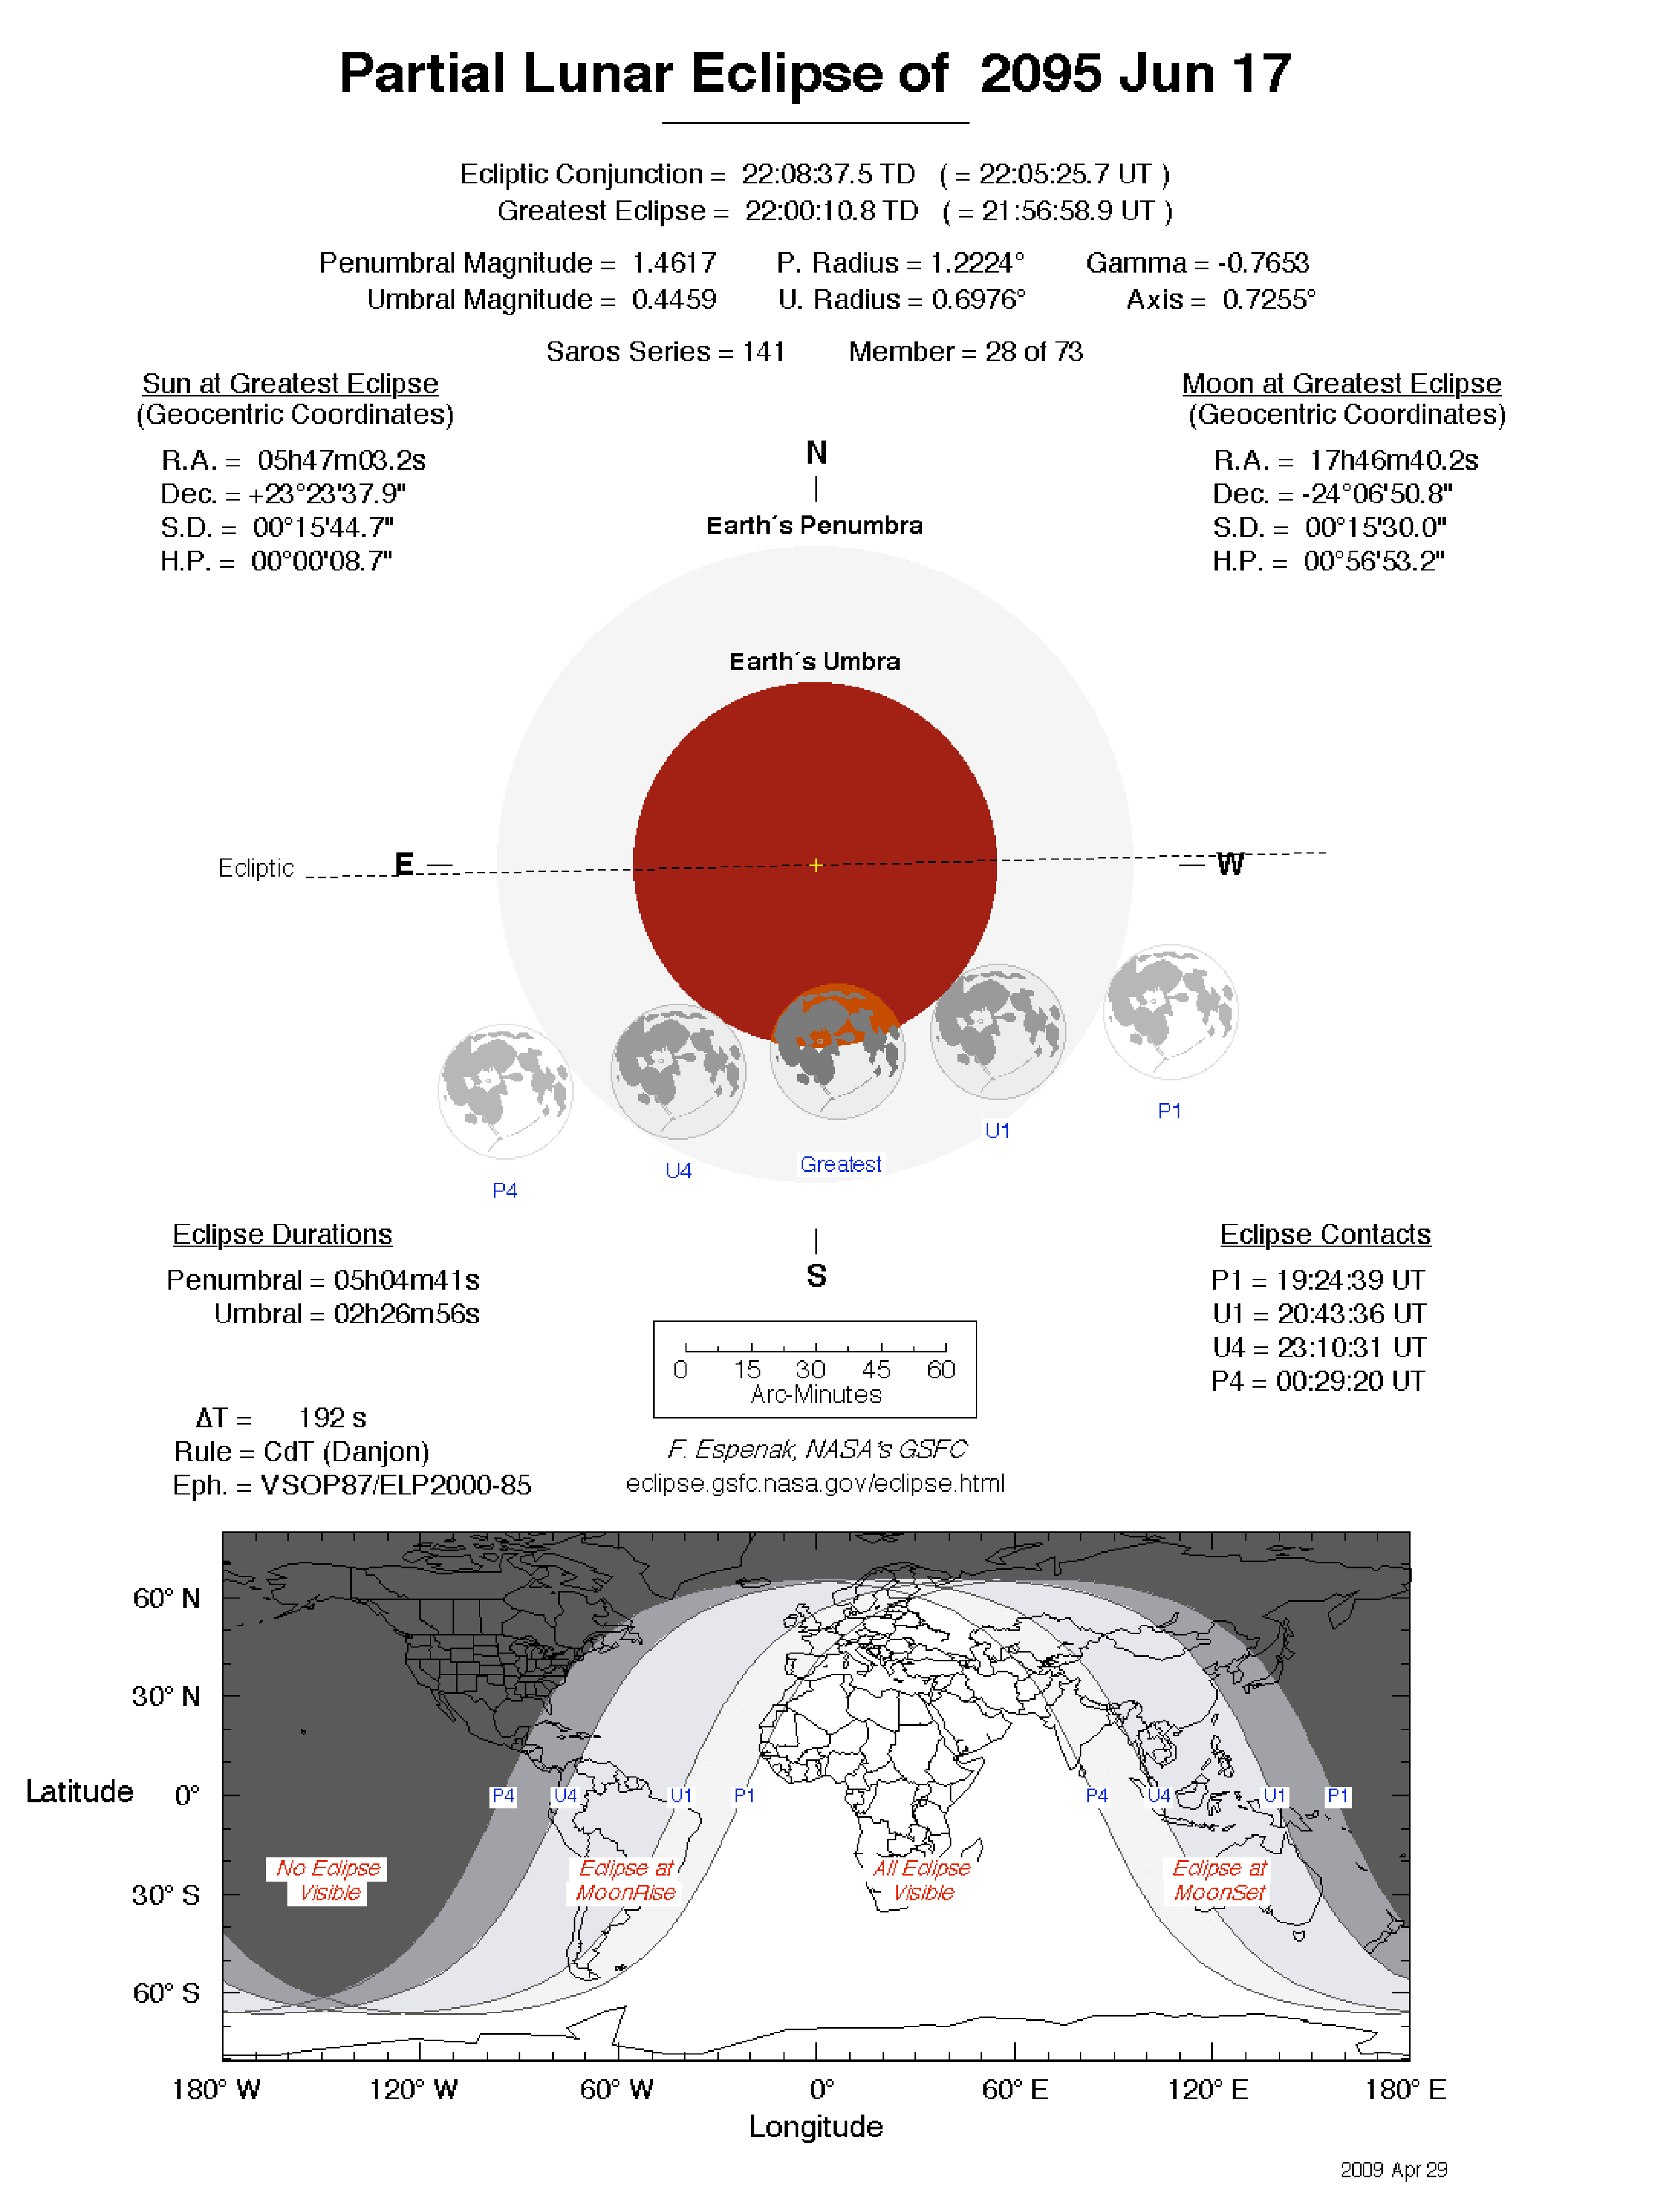 Partial Lunar Eclipse of  2095 Jun 17
Ecliptic Conjunction =  22:08:37.5 TD   ( = 22:05:25.7 UT )
Greatest Eclipse =  22:00:10.8 TD   ( = 21:56:58.9 UT )
Penumbral Magnitude =  1.4617   P. Radius = 1.2224°   Gamma = -0.7653
Umbral Magnitude =  0.4459   U. Radius = 0.6976°   Axis =  0.7255°
Saros Series = 141   Member = 28 of 73
Sun at Greatest Eclipse
(Geocentric Coordinates)
R.A. =  05h47m03.2s
Dec. = +23°23'37.9"
S.D. =  00°15'44.7"
H.P. =  00°00'08.7"
Moon at Greatest Eclipse
(Geocentric Coordinates)
R.A. =  17h46m40.2s
Dec. = -24°06'50.8"
S.D. =  00°15'30.0"
H.P. =  00°56'53.2"
N
Earth´s Penumbra
Earth´s Umbra
Ecliptic
E
W
P1
U1
Greatest
U4
P4
S
Eclipse Durations
Penumbral = 05h04m41s
Umbral = 02h26m56s
Eclipse Contacts
P1 = 19:24:39 UT
U1 = 20:43:36 UT
U4 = 23:10:31 UT
P4 = 00:29:20 UT
0   15   30   45   60
Arc-Minutes
ΔT =   192 s
Rule = CdT (Danjon)
Eph. = VSOP87/ELP2000-85
F. Espenak, NASA's GSFC
eclipse.gsfc.nasa.gov/eclipse.html
60° N
30° N
Latitude   0°
30° S
60° S
P4   U4   U1   P1   P4   U4   U1   P1
No Eclipse
Visible
Eclipse at
MoonRise
All Eclipse
Visible
Eclipse at
MoonSet
180° W   120° W   60° W   0°   60° E   120° E   180° E
Longitude
2009 Apr 29